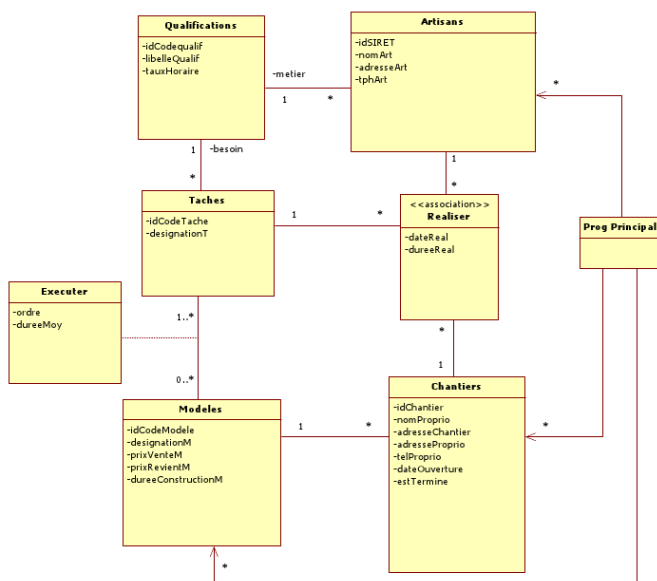 Qualifications
-idCodequalif
-libelleQualif
-tauxHoraire
-metier
1
*
Artisans
-idSIRET
-nomArt
-adresseArt
-tphArt
*
1
-besoin
*
1
*
Taches
-idCodeTache
-designationT
1
*
<<association>>
Realiser
-dateReal
-dureeReal
Prog Principal
Executer
-ordre
-dureeMoy
1..*
0..*
*
1
Modeles
-idCodeModele
-designationM
-prixVenteM
-prixRevientM
-dureeConstructionM
1
*
Chantiers
-idChantier
-nomProprio
-adresseChantier
-adresseProprio
-telProprio
-dateOuverture
-estTermine
*
*